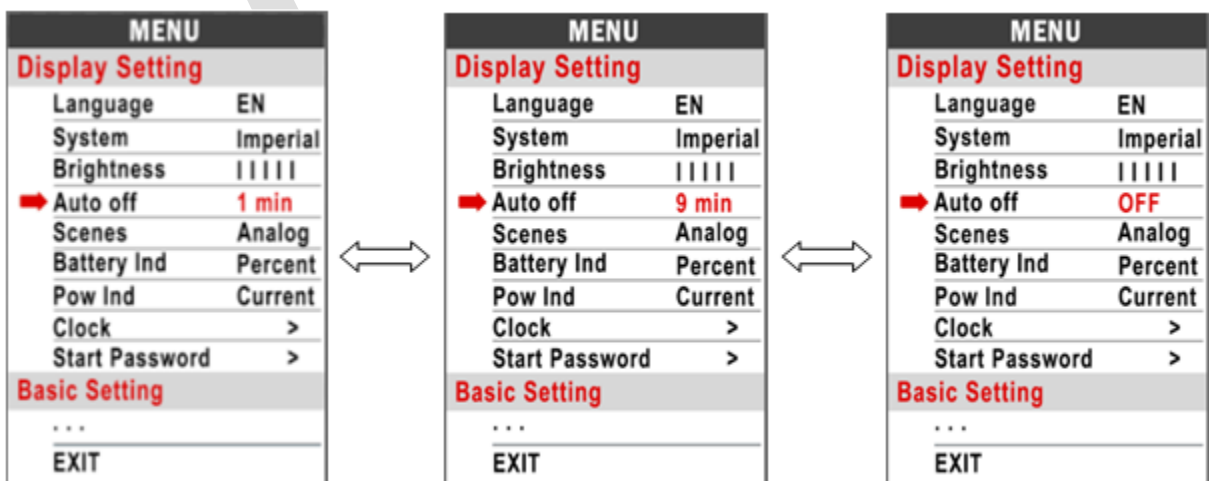 MENU
Display Setting
Language EN
System Imperial
Brightness | | | | |
Auto off 1 min
Scenes Analog
Battery Ind Percent
Pow Ind Current
Clock >
Start Password >
Basic Setting
...
EXIT
MENU
Display Setting
Language EN
System Imperial
Brightness | | | | |
Auto off 9 min
Scenes Analog
Battery Ind Percent
Pow Ind Current
Clock >
Start Password >
Basic Setting
...
EXIT
MENU
Display Setting
Language EN
System Imperial
Brightness | | | | |
Auto off OFF
Scenes Analog
Battery Ind Percent
Pow Ind Current
Clock >
Start Password >
Basic Setting
...
EXIT